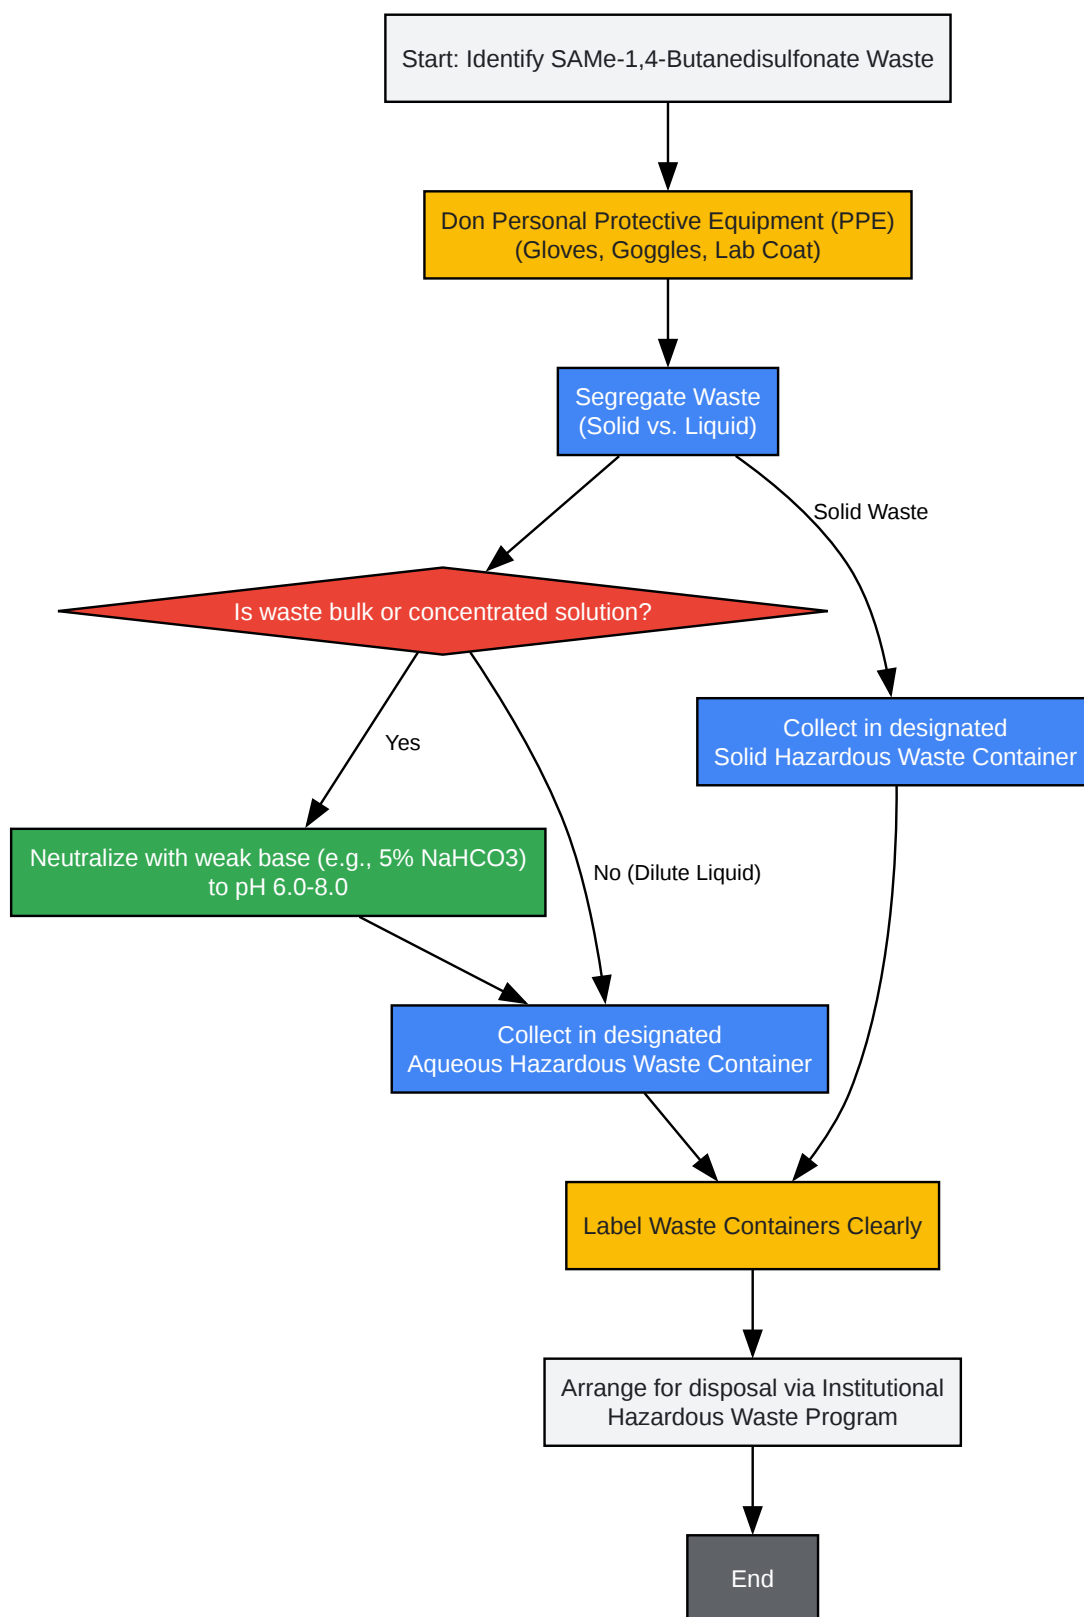 Start: Identify SAMe-1,4-Butanedisulfonate Waste
Don Personal Protective Equipment (PPE)
(Gloves, Goggles, Lab Coat)
Segregate Waste
(Solid vs. Liquid)
Solid Waste
Is waste bulk or concentrated solution?
Yes
Collect in designated
Solid Hazardous Waste Container
Neutralize with weak base (e.g., 5% NaHCO3)
to pH 6.0-8.0
No (Dilute Liquid)
Collect in designated
Aqueous Hazardous Waste Container
Label Waste Containers Clearly
Arrange for disposal via Institutional
Hazardous Waste Program
End